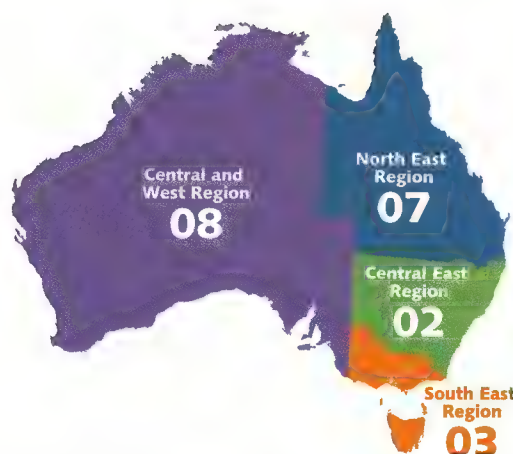 North East
Region
07
Central and
West Region
08
Central East
Region
02
South East
Region
03